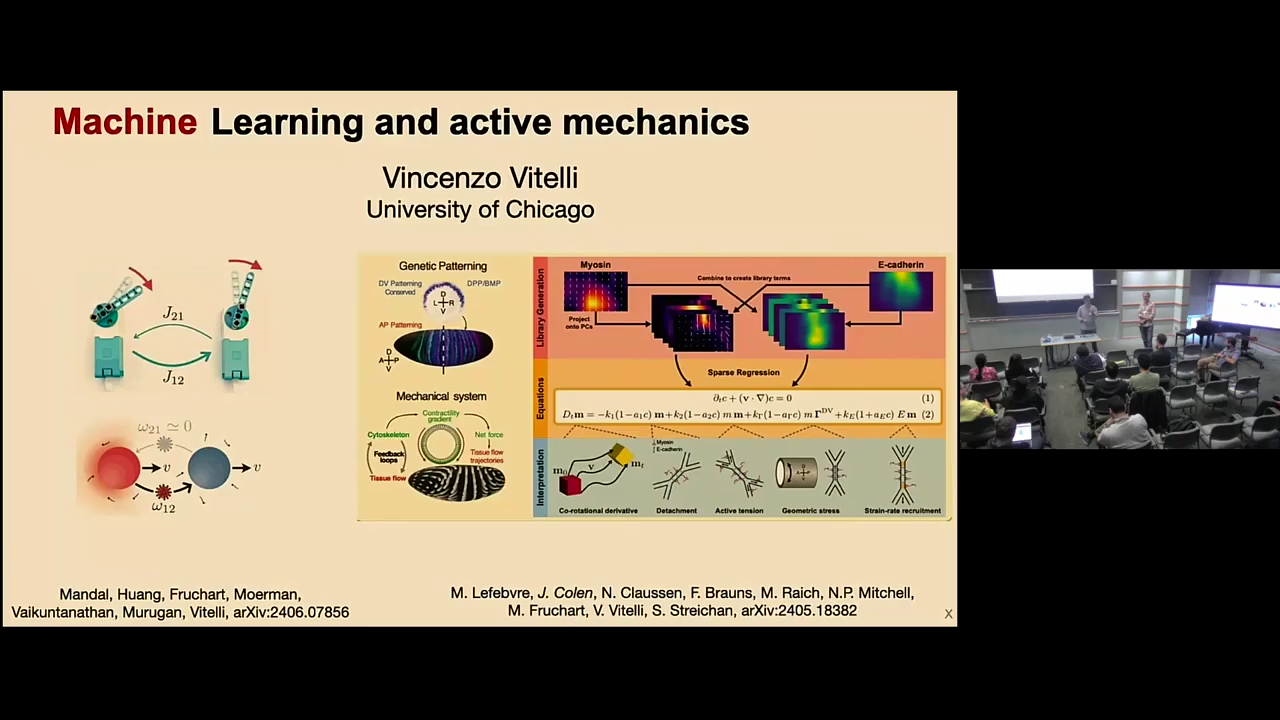 Machine Learning and active mechanics
Vincenzo Vitelli
University of Chicago
J21
J12
ω21 ≃ 0
v
v
ω12
Genetic Patterning
DV Patterning
Conserved
DPP/BMP
D
L R
V
AP Patterning
D
A P
V
Mechanical system
Contractility
gradient
Cytoskeleton
Net force
Feedback
loops
Tissue flow
trajectories
Tissue flow
Library Generation
Myosin
E-cadherin
Combine to create library terms
Project
onto PCs
Sparse Regression
Equations
∂tc + (v · ∇)c = 0 (1)
Dtm = −k1(1−a1c) m+k2(1−a2c) m m+kΓ(1−aΓc) m Γ^DV+kE(1+aEc) E m (2)
Interpretation
m0
v
mt
Myosin
E-cadherin
Co-rotational derivative
Detachment
Active tension
Geometric stress
Strain-rate recruitment
Mandal, Huang, Fruchart, Moerman,
Vaikuntanathan, Murugan, Vitelli, arXiv:2406.07856
M. Lefebvre, J. Colen, N. Claussen, F. Brauns, M. Raich, N.P. Mitchell,
M. Fruchart, V. Vitelli, S. Streichan, arXiv:2405.18382
X